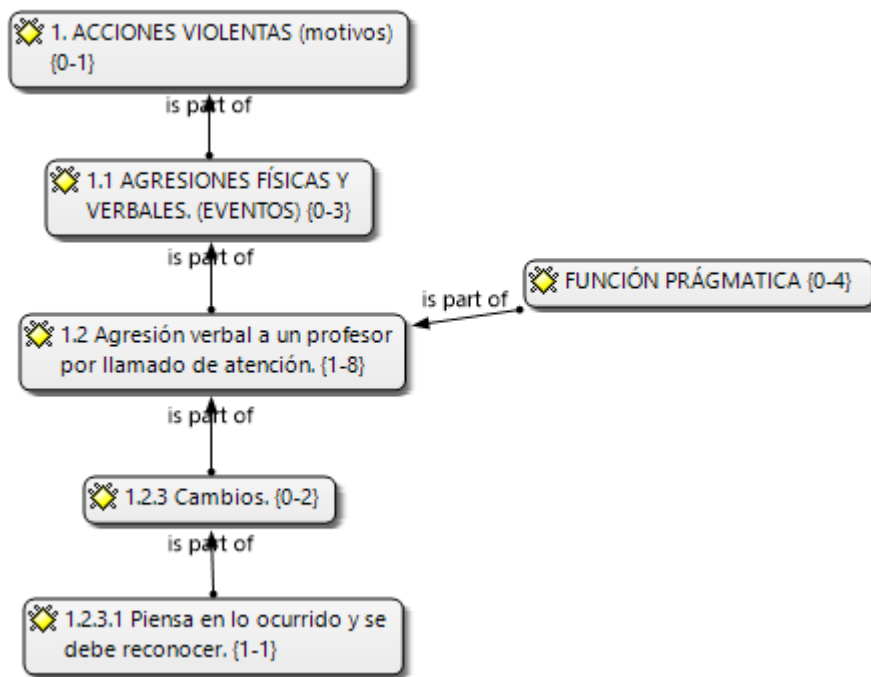 1. ACCIONES VIOLENTAS (motivos)
{0-1}
is part of
1.1 AGRESIONES FÍSICAS Y
VERBALES. (EVENTOS) {0-3}
is part of
FUNCIÓN PRÁGMATICA {0-4}
is part of
1.2 Agresión verbal a un profesor
por llamado de atención. {1-8}
is part of
1.2.3 Cambios. {0-2}
is part of
1.2.3.1 Piensa en lo ocurrido y se
debe reconocer. {1-1}